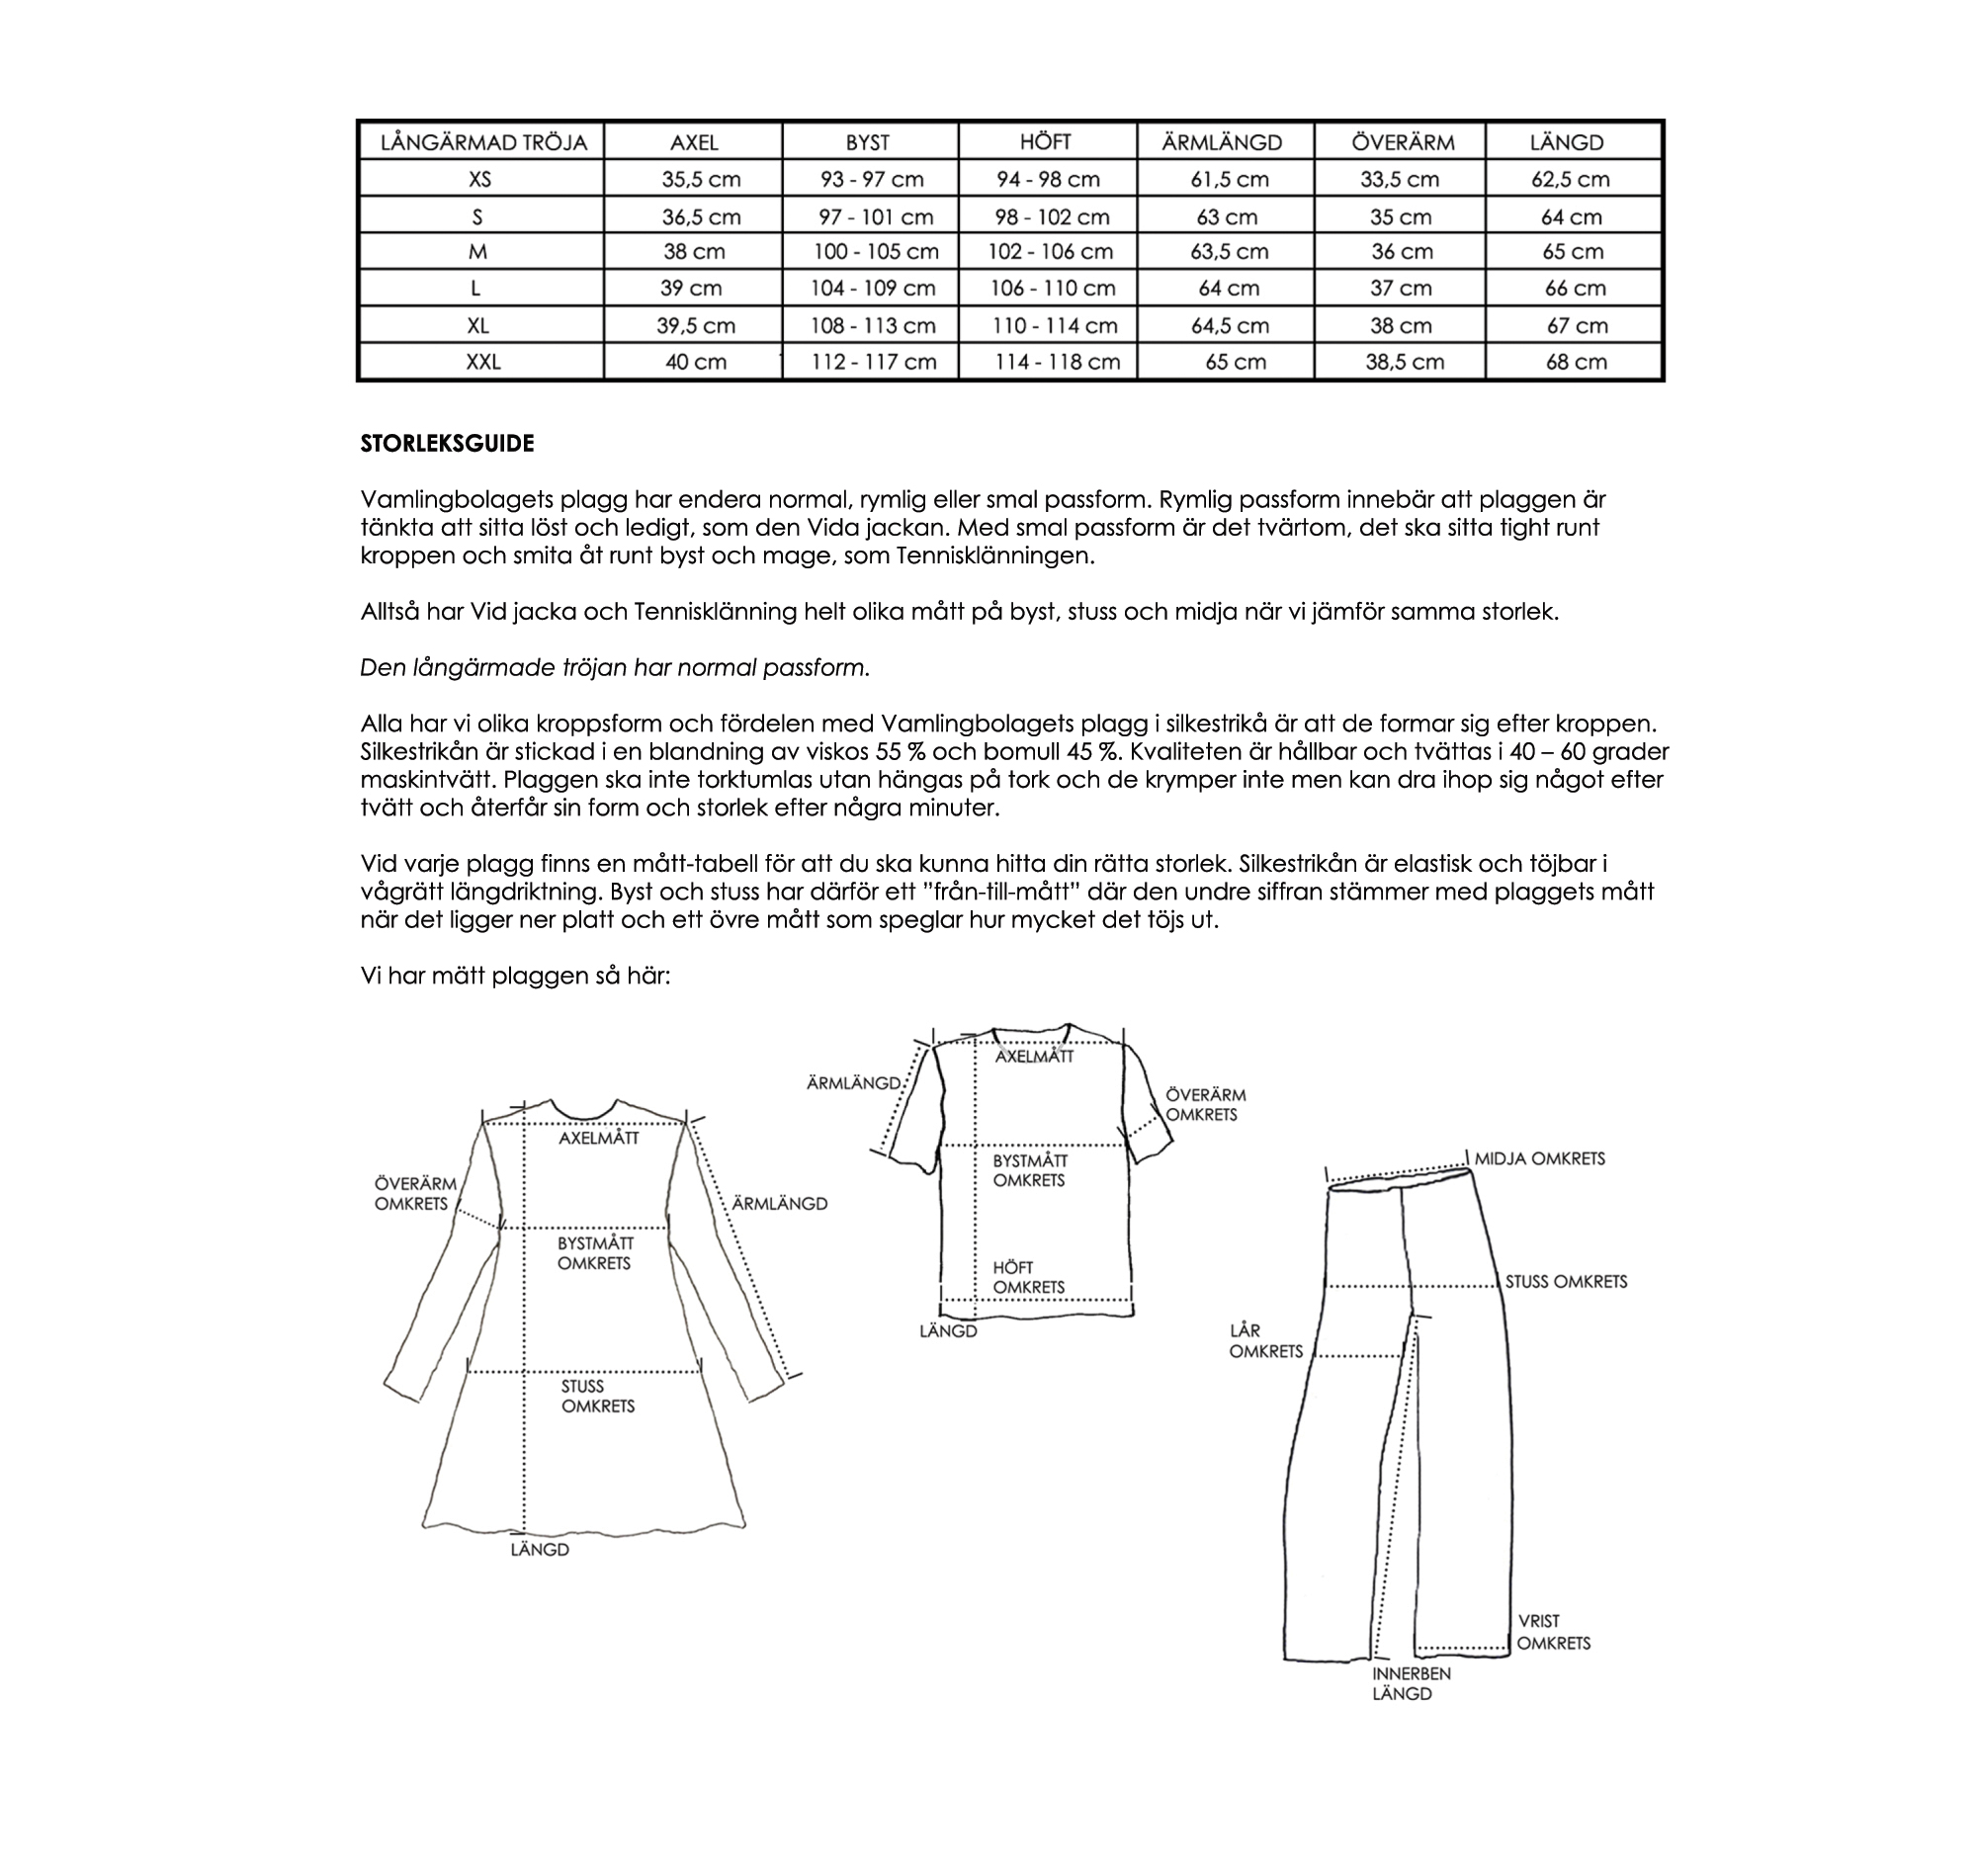 LÅNGÄRMAD TRÖJA AXEL BYST HÖFT ÄRMLÄNGD ÖVERÄRM LÄNGD
XS 35,5 cm 93 - 97 cm 94 - 98 cm 61,5 cm 33,5 cm 62,5 cm
S 36,5 cm 97 - 101 cm 98 - 102 cm 63 cm 35 cm 64 cm
M 38 cm 100 - 105 cm 102 - 106 cm 63,5 cm 36 cm 65 cm
L 39 cm 104 - 109 cm 106 - 110 cm 64 cm 37 cm 66 cm
XL 39,5 cm 108 - 113 cm 110 - 114 cm 64,5 cm 38 cm 67 cm
XXL 40 cm 112 - 117 cm 114 - 118 cm 65 cm 38,5 cm 68 cm
STORLEKSGUIDE
Vamlingbolagets plagg har endera normal, rymlig eller smal passform. Rymlig passform innebär att plaggen är
tänkta att sitta löst och ledigt, som den Vida jackan. Med smal passform är det tvärtom, det ska sitta tight runt
kroppen och smita åt runt byst och mage, som Tennisklänningen.
Alltså har Vid jacka och Tennisklänning helt olika mått på byst, stuss och midja när vi jämför samma storlek.
Den långärmade tröjan har normal passform.
Alla har vi olika kroppsform och fördelen med Vamlingbolagets plagg i silkestrikå är att de formar sig efter kroppen.
Silkestrikån är stickad i en blandning av viskos 55 % och bomull 45 %. Kvaliteten är hållbar och tvättas i 40 – 60 grader
maskintvätt. Plaggen ska inte torktumlas utan hängas på tork och de krymper inte men kan dra ihop sig något efter
tvätt och återfår sin form och storlek efter några minuter.
Vid varje plagg finns en mått-tabell för att du ska kunna hitta din rätta storlek. Silkestrikån är elastisk och töjbar i
vågrätt längdriktning. Byst och stuss har därför ett ”från-till-mått” där den undre siffran stämmer med plaggets mått
när det ligger ner platt och ett övre mått som speglar hur mycket det töjs ut.
Vi har mätt plaggen så här:
AXELMÅTT
ÖVERÄRM
OMKRETS
ÄRMLÄNGD
BYSTMÅTT
OMKRETS
STUSS
OMKRETS
LÄNGD
AXELMÅTT
ÄRMLÄNGD
ÖVERÄRM
OMKRETS
BYSTMÅTT
OMKRETS
HÖFT
OMKRETS
LÄNGD
MIDJA OMKRETS
STUSS OMKRETS
LÅR
OMKRETS
VRIST
OMKRETS
INNERBEN
LÄNGD